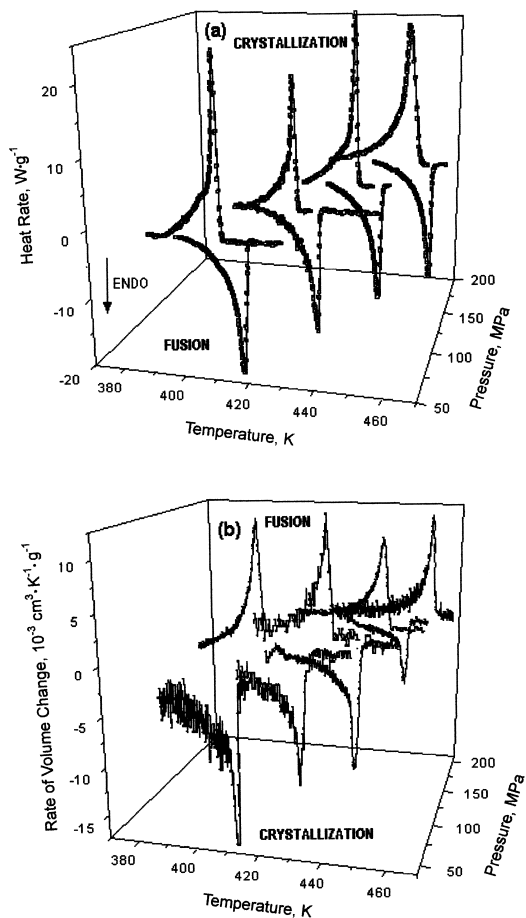 (a)
CRYSTALLIZATION
20
10
0
-10
-20
Heat Rate, W·g⁻¹
ENDO
FUSION
380
400
420
440
460
Temperature, K
50
100
150
200
Pressure, MPa
(b)
FUSION
10
5
0
-5
-10
-15
Rate of Volume Change, 10⁻³ cm³·K⁻¹·g⁻¹
CRYSTALLIZATION
380
400
420
440
460
Temperature, K
50
100
150
200
Pressure, MPa